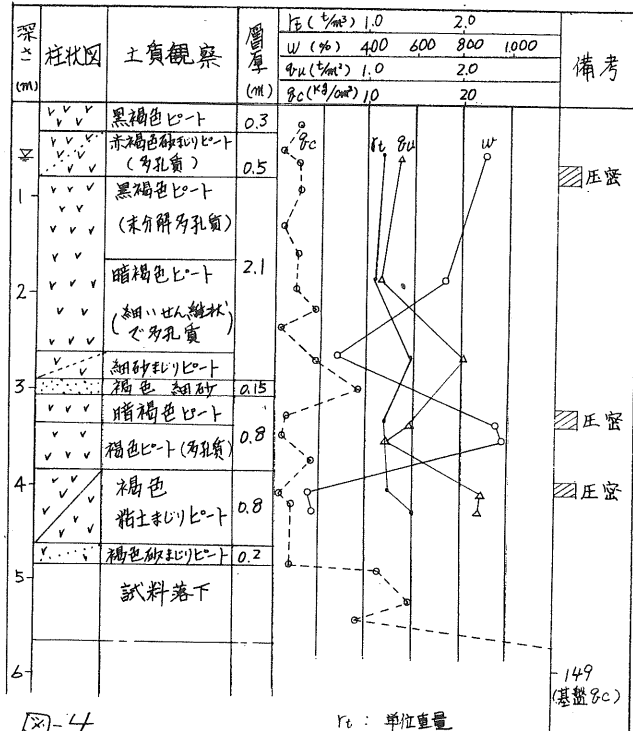 深さ(m) 柱状図 土質観察 層厚(m) 備考
rt (t/m³) 1.0 2.0
W (%) 400 600 800 1.000
qu (t/m²) 1.0 2.0
qc (kg/cm²) 10 20
黒褐色ピート 0.3
qc rt qu w
赤褐色砂まじりピート
(多孔質) 0.5
圧密
1
黒褐色ピート
(未分解多孔質)
2.1
暗褐色ピート
2
(細いせん維状
で多孔質
細砂まじりピート
3 褐色 細砂 0.15
暗褐色ピート
圧密
0.8
褐色ピート(多孔質)
4 褐色
圧密
粘土まじりピート 0.8
褐色砂まじりピート 0.2
5
試料落下
6
149
(基盤qc)
図-4
rt : 単位重量